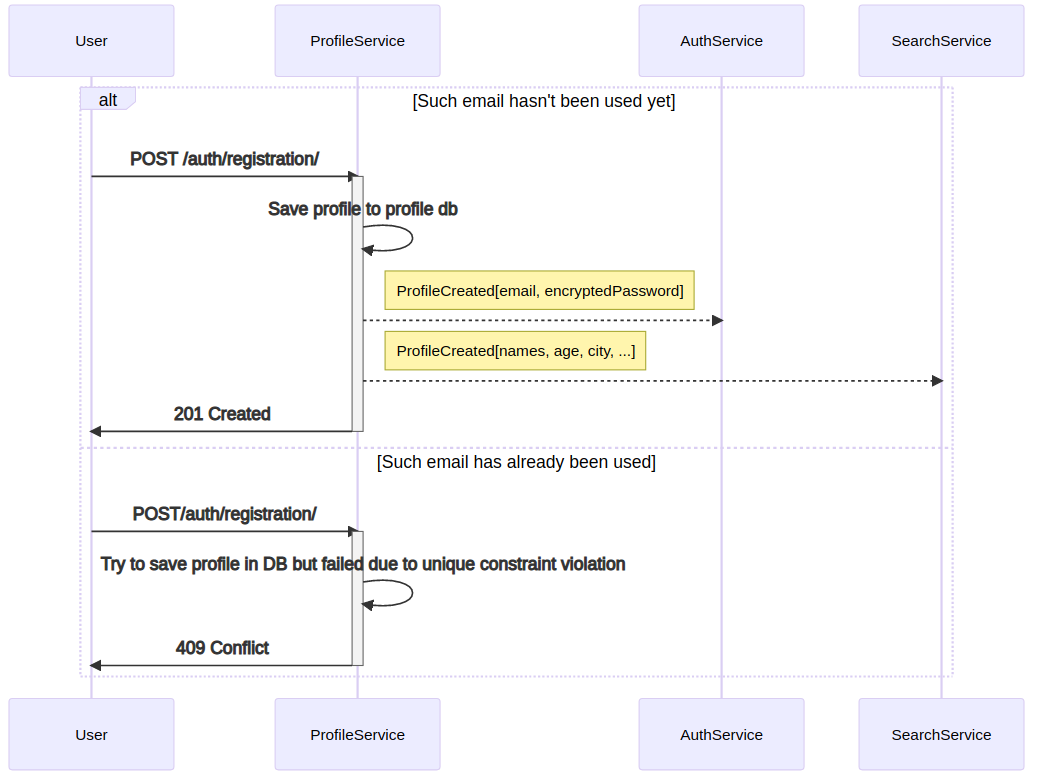 User
ProfileService
AuthService
SearchService
alt
[Such email hasn't been used yet]
POST /auth/registration/
Save profile to profile db
ProfileCreated[email, encryptedPassword]
ProfileCreated[names, age, city, ...]
201 Created
[Such email has already been used]
POST/auth/registration/
Try to save profile in DB but failed due to unique constraint violation
409 Conflict
User
ProfileService
AuthService
SearchService